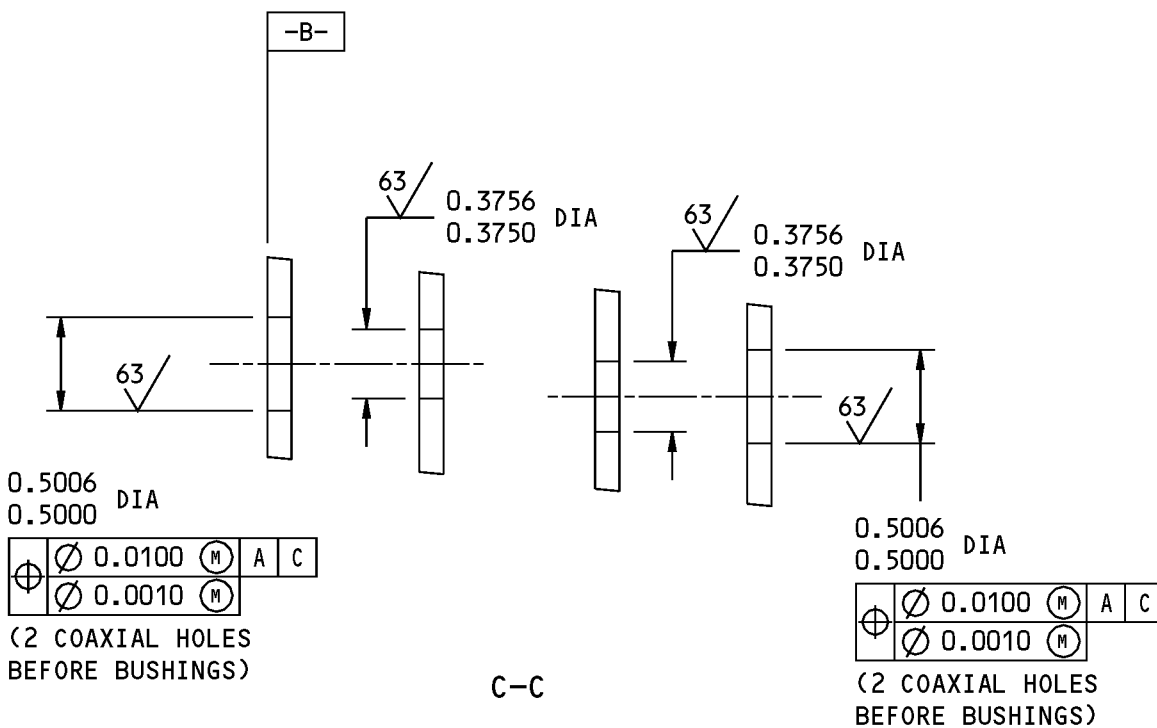 -B-
63
0.3756
0.3750 DIA
63
0.3756
0.3750 DIA
63
63
0.5006
0.5000 DIA
⌖ ⌀ 0.0100 Ⓜ A C
⌀ 0.0010 Ⓜ
(2 COAXIAL HOLES
BEFORE BUSHINGS)
0.5006
0.5000 DIA
⌖ ⌀ 0.0100 Ⓜ A C
⌀ 0.0010 Ⓜ
(2 COAXIAL HOLES
BEFORE BUSHINGS)
C-C